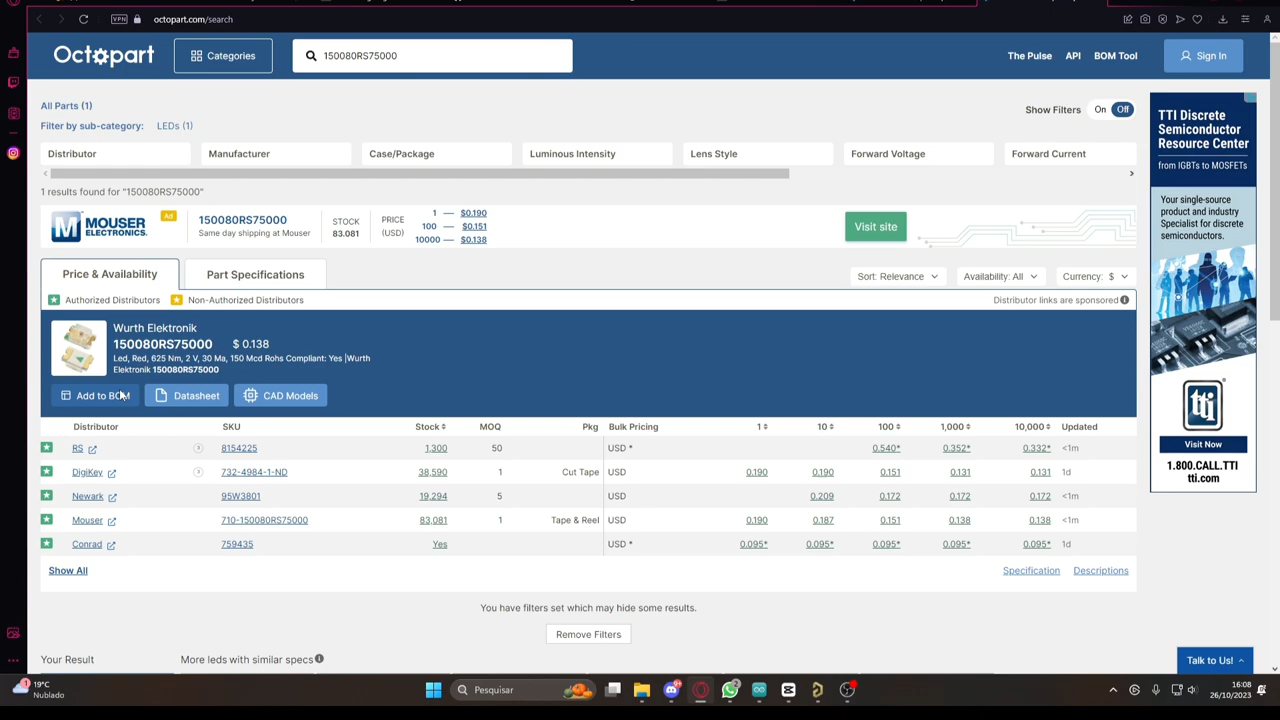 VPN
octopart.com/search
Octopart
Categories
150080RS75000
The Pulse
API
BOM Tool
Sign In
All Parts (1)
Filter by sub-category:
LEDs (1)
Show Filters
On
Off
Distributor
Manufacturer
Case/Package
Luminous Intensity
Lens Style
Forward Voltage
Forward Current
1 results found for "150080RS75000"
MOUSER
ELECTRONICS
Ad
150080RS75000
Same day shipping at Mouser
STOCK
83.081
PRICE
(USD)
1 — $0.190
100 — $0.151
10000 — $0.138
Visit site
Price & Availability
Part Specifications
Sort: Relevance
Availability: All
Currency: $
Authorized Distributors
Non-Authorized Distributors
Distributor links are sponsored
Wurth Elektronik
150080RS75000 $ 0.138
Led, Red, 625 Nm, 2 V, 30 Ma, 150 Mcd Rohs Compliant: Yes |Wurth
Elektronik 150080RS75000
Add to BOM
Datasheet
CAD Models
Distributor SKU Stock MOQ Pkg Bulk Pricing 1 10 100 1,000 10,000 Updated
RS 8154225 1,300 50 USD * 0.540* 0.352* 0.332* <1m
DigiKey 732-4984-1-ND 38,590 1 Cut Tape USD 0.190 0.190 0.151 0.131 0.131 1d
Newark 95W3801 19,294 5 USD 0.209 0.172 0.172 0.172 <1m
Mouser 710-150080RS75000 83,081 1 Tape & Reel USD 0.190 0.187 0.151 0.138 0.138 <1m
Conrad 759435 Yes USD * 0.095* 0.095* 0.095* 0.095* 0.095* 1d
Show All
Specification
Descriptions
You have filters set which may hide some results.
Remove Filters
Your Result
More leds with similar specs
TTI Discrete
Semiconductor
Resource Center
from IGBTs to MOSFETs
Your single-source
product and industry
Specialist for discrete
semiconductors.
tti
Visit Now
1.800.CALL.TTI
tti.com
Talk to Us!
19°C
Nublado
Pesquisar
16:08
26/10/2023